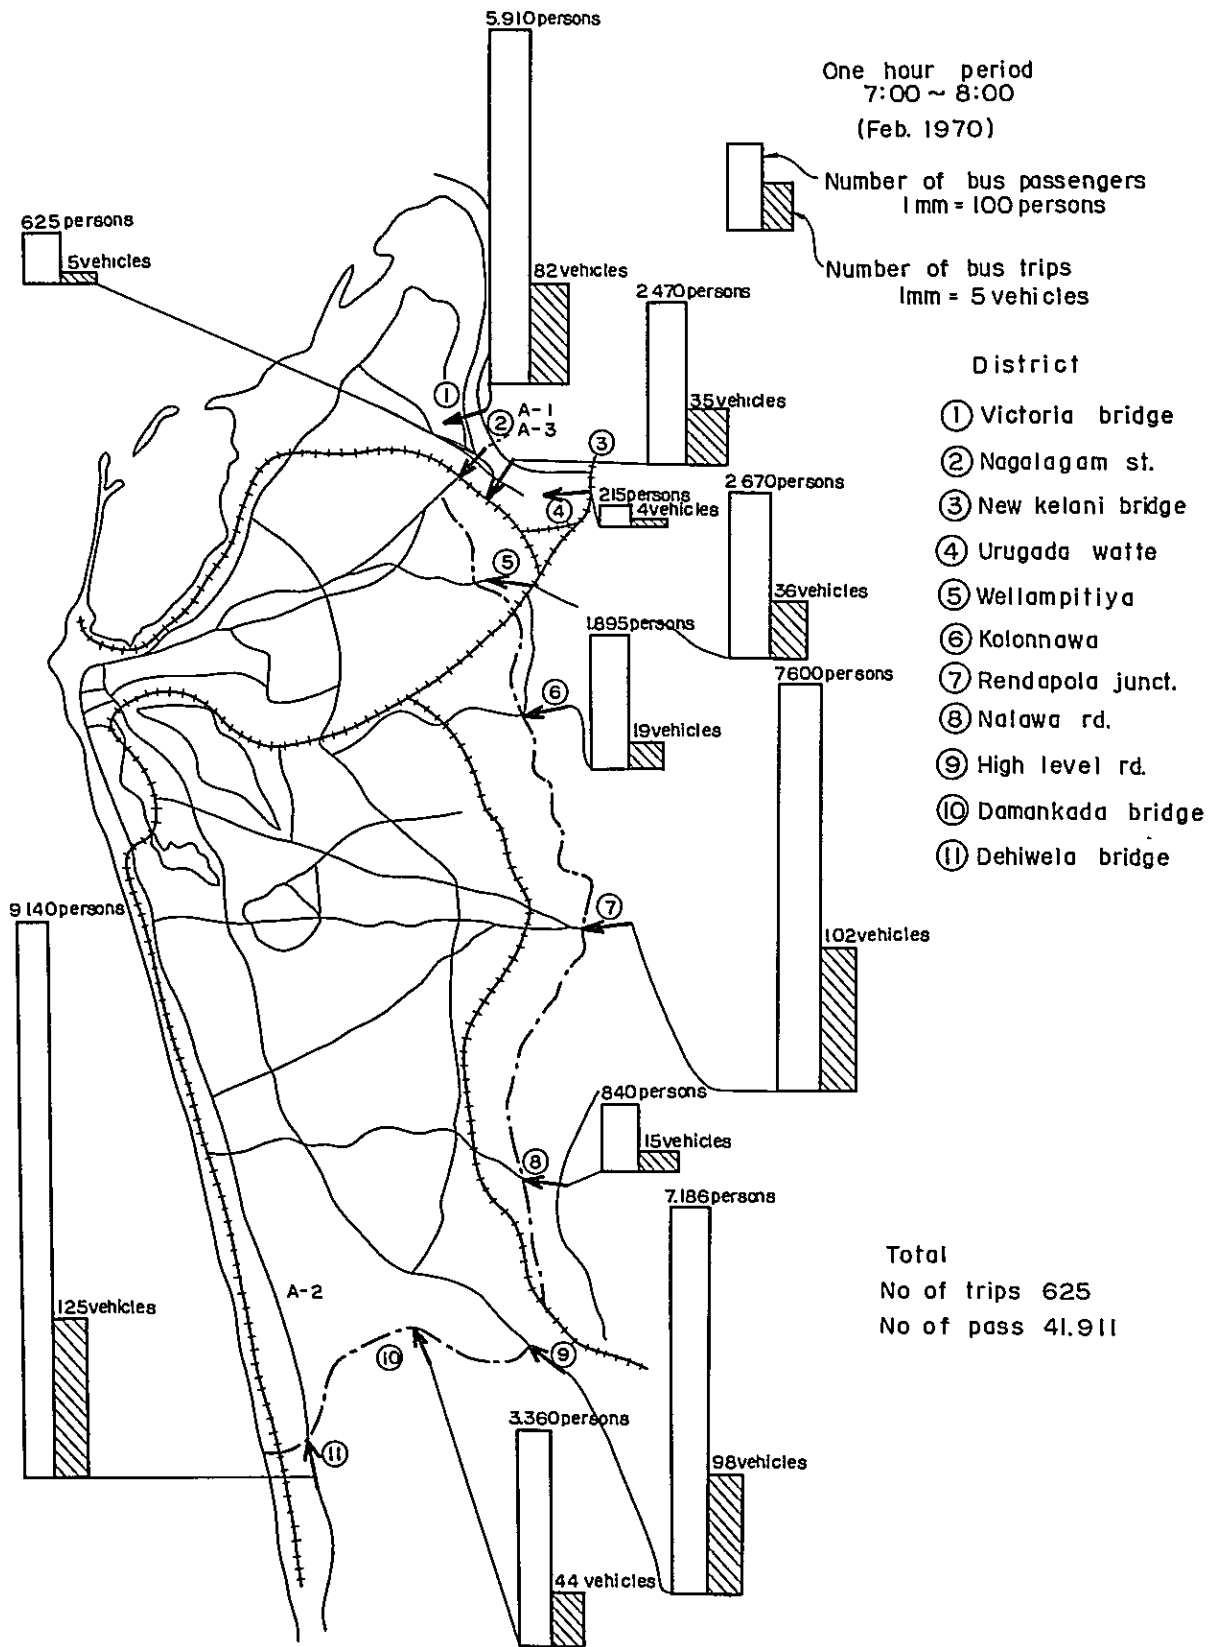 5.910 persons
One hour period
7:00 ~ 8:00
(Feb. 1970)
Number of bus passengers
1 mm = 100 persons
Number of bus trips
1mm = 5 vehicles
625 persons
5 vehicles
82 vehicles
2 470 persons
35 vehicles
District
① Victoria bridge
② Nagalagam st.
③ New kelani bridge
④ Urugada watte
⑤ Wellampitiya
⑥ Kolonnawa
⑦ Rendapola junct.
⑧ Nalawa rd.
⑨ High level rd.
⑩ Damankada bridge
⑪ Dehiwela bridge
①
②
A-1
A-3
③
④
215 persons
4 vehicles
2 670 persons
36 vehicles
⑤
1.895 persons
19 vehicles
⑥
7600 persons
102 vehicles
⑦
9 140 persons
125 vehicles
840 persons
15 vehicles
⑧
7.186 persons
98 vehicles
A-2
⑨
⑩
⑪
3.360 persons
44 vehicles
Total
No of trips 625
No of pass 41.911